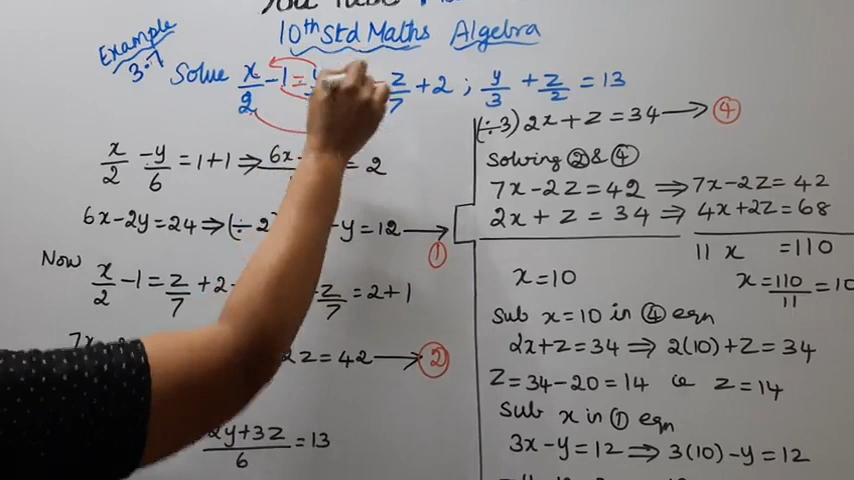 10th Std Maths Algebra
Example 3.7
Solve x/2 - 1 = z/7 + 2 ; y/3 + z/2 = 13
x/2 - y/6 = 1+1 ⇒ 6x- = 2
6x-2y=24 ⇒ (÷2) -y=12 → ①
Now x/2 - 1 = z/7 + 2 z/7 = 2+1
7x 2z=42 → ②
2y+3z/6 = 13
(÷3) 2x+z=34 → ④
Solving ② & ④
7x-2z=42 ⇒ 7x-2z=42
2x+z=34 ⇒ 4x+2z=68
11x =110
x=10 x=110/11=10
Sub x=10 in ④ eqn
2x+z=34 ⇒ 2(10)+z=34
z=34-20=14 ie z=14
Sub x in ① eqn
3x-y=12 ⇒ 3(10)-y=12